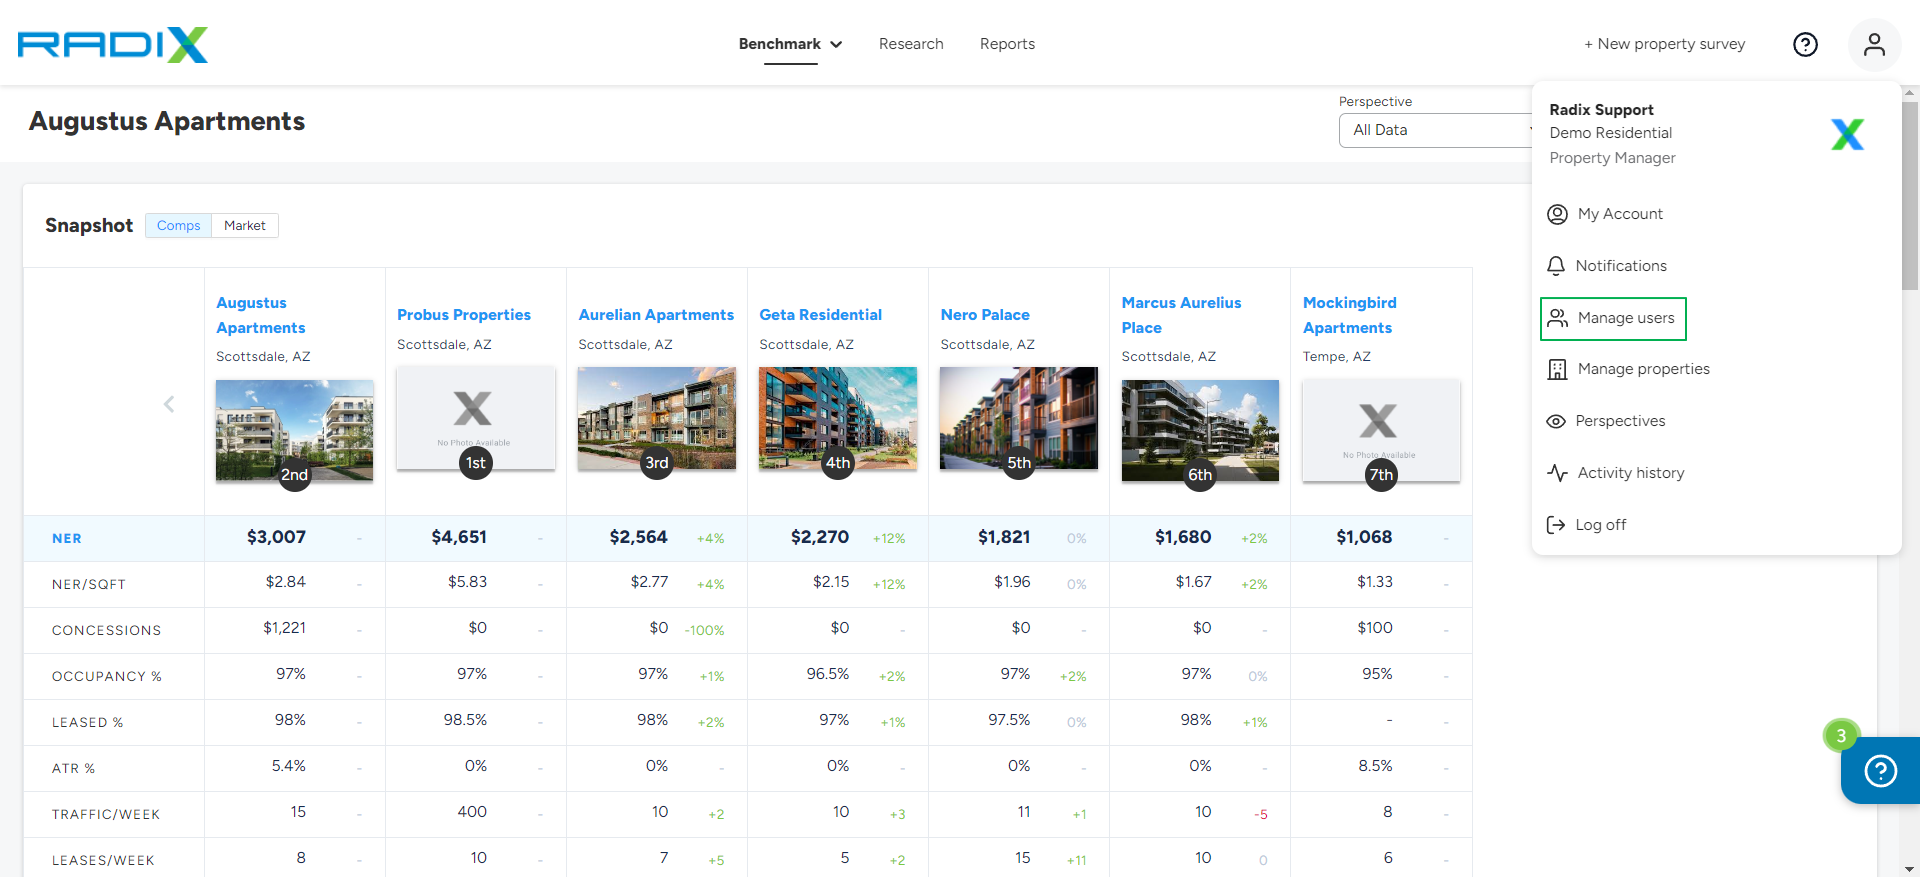 RADIX
Benchmark
Research
Reports
+ New property survey
Augustus Apartments
Perspective
All Data
Radix Support
Demo Residential
Property Manager
My Account
Notifications
Manage users
Manage properties
Perspectives
Activity history
Log off
Snapshot
Comps
Market
Augustus
Apartments
Scottsdale, AZ
2nd
Probus Properties
Scottsdale, AZ
No Photo Available
1st
Aurelian Apartments
Scottsdale, AZ
3rd
Geta Residential
Scottsdale, AZ
4th
Nero Palace
Scottsdale, AZ
5th
Marcus Aurelius
Place
Scottsdale, AZ
6th
Mockingbird
Apartments
Tempe, AZ
No Photo Available
7th
NER $3,007 - $4,651 - $2,564 +4% $2,270 +12% $1,821 0% $1,680 +2% $1,068 -
NER/SQFT $2.84 - $5.83 - $2.77 +4% $2.15 +12% $1.96 0% $1.67 +2% $1.33 -
CONCESSIONS $1,221 - $0 - $0 -100% $0 - $0 - $0 - $100 -
OCCUPANCY % 97% - 97% - 97% +1% 96.5% +2% 97% +2% 97% 0% 95% -
LEASED % 98% - 98.5% - 98% +2% 97% +1% 97.5% 0% 98% +1% - -
ATR % 5.4% - 0% - 0% - 0% - 0% - 0% - 8.5% -
TRAFFIC/WEEK 15 - 400 - 10 +2 10 +3 11 +1 10 -5 8 -
LEASES/WEEK 8 - 10 - 7 +5 5 +2 15 +11 10 0 6 -
3